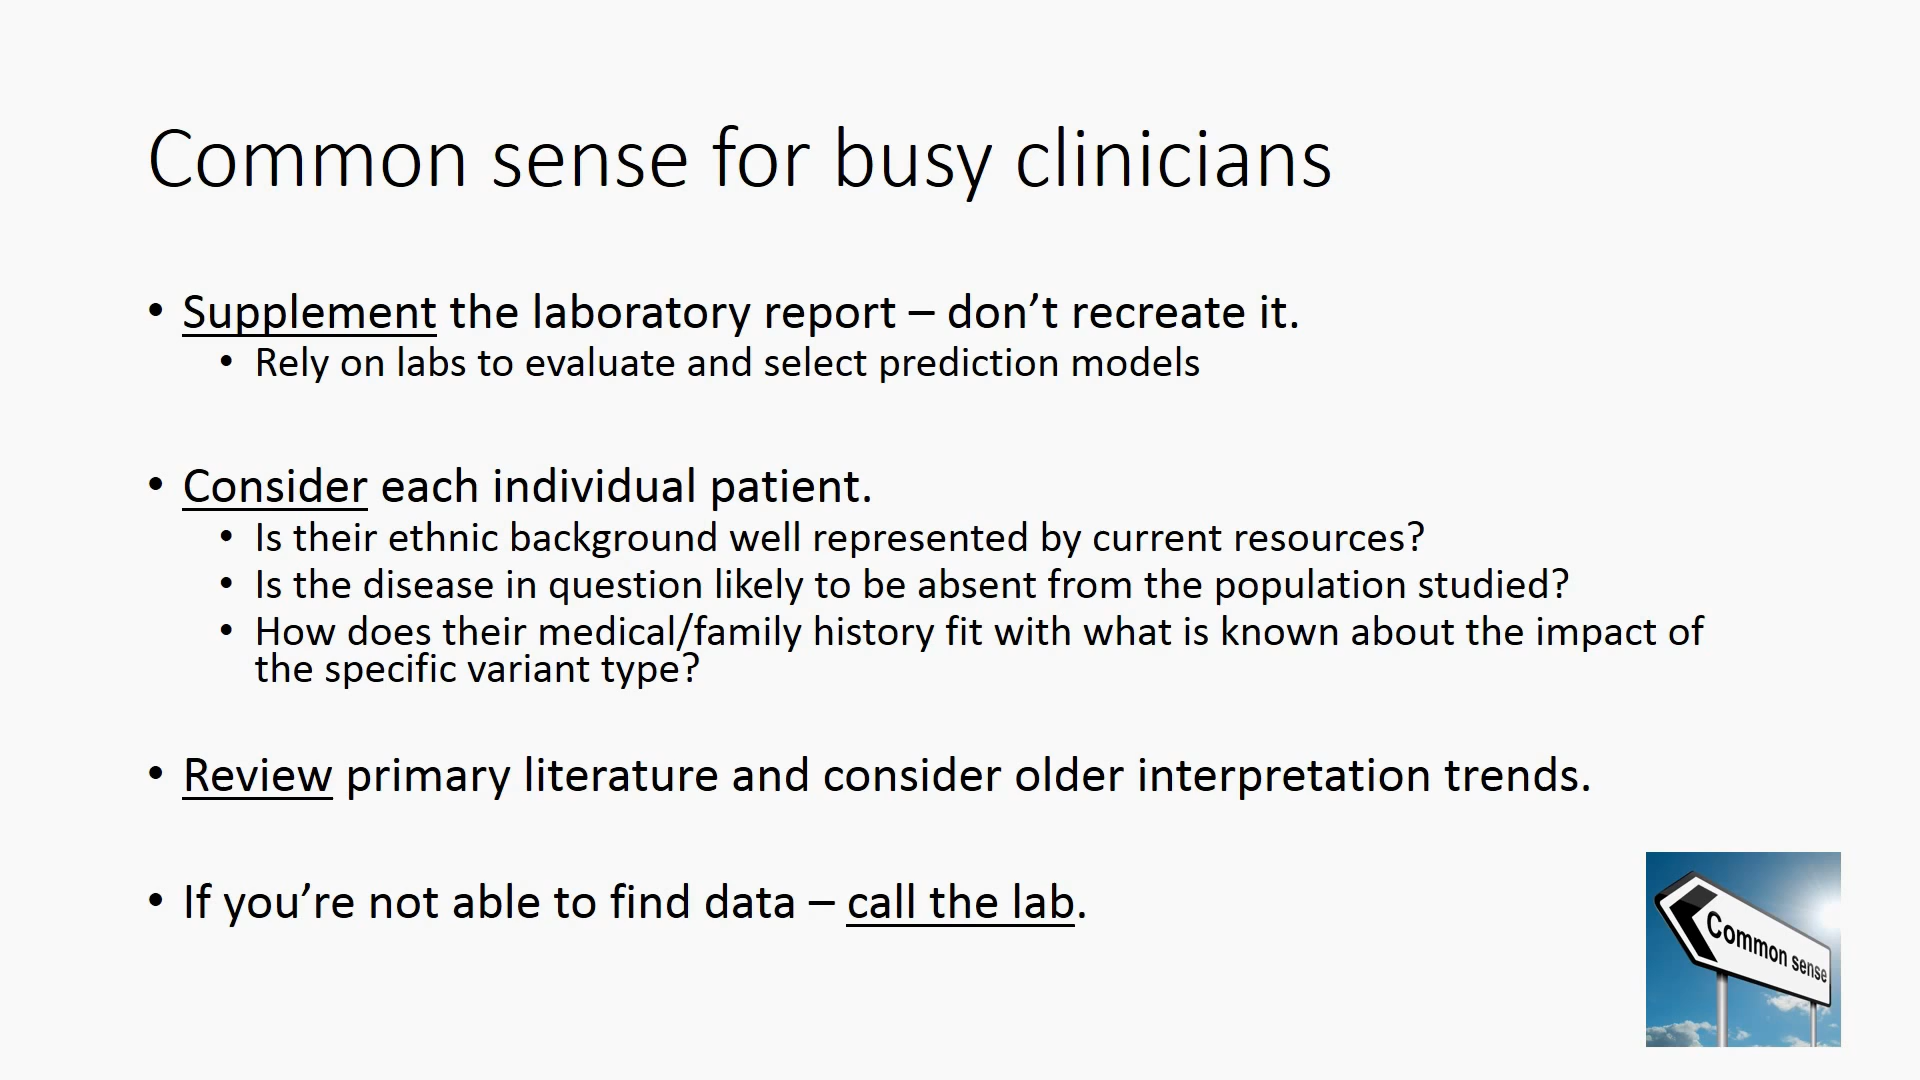 Common sense for busy clinicians
• Supplement the laboratory report – don’t recreate it.
• Rely on labs to evaluate and select prediction models
• Consider each individual patient.
• Is their ethnic background well represented by current resources?
• Is the disease in question likely to be absent from the population studied?
• How does their medical/family history fit with what is known about the impact of
the specific variant type?
• Review primary literature and consider older interpretation trends.
• If you’re not able to find data – call the lab.
Common sense